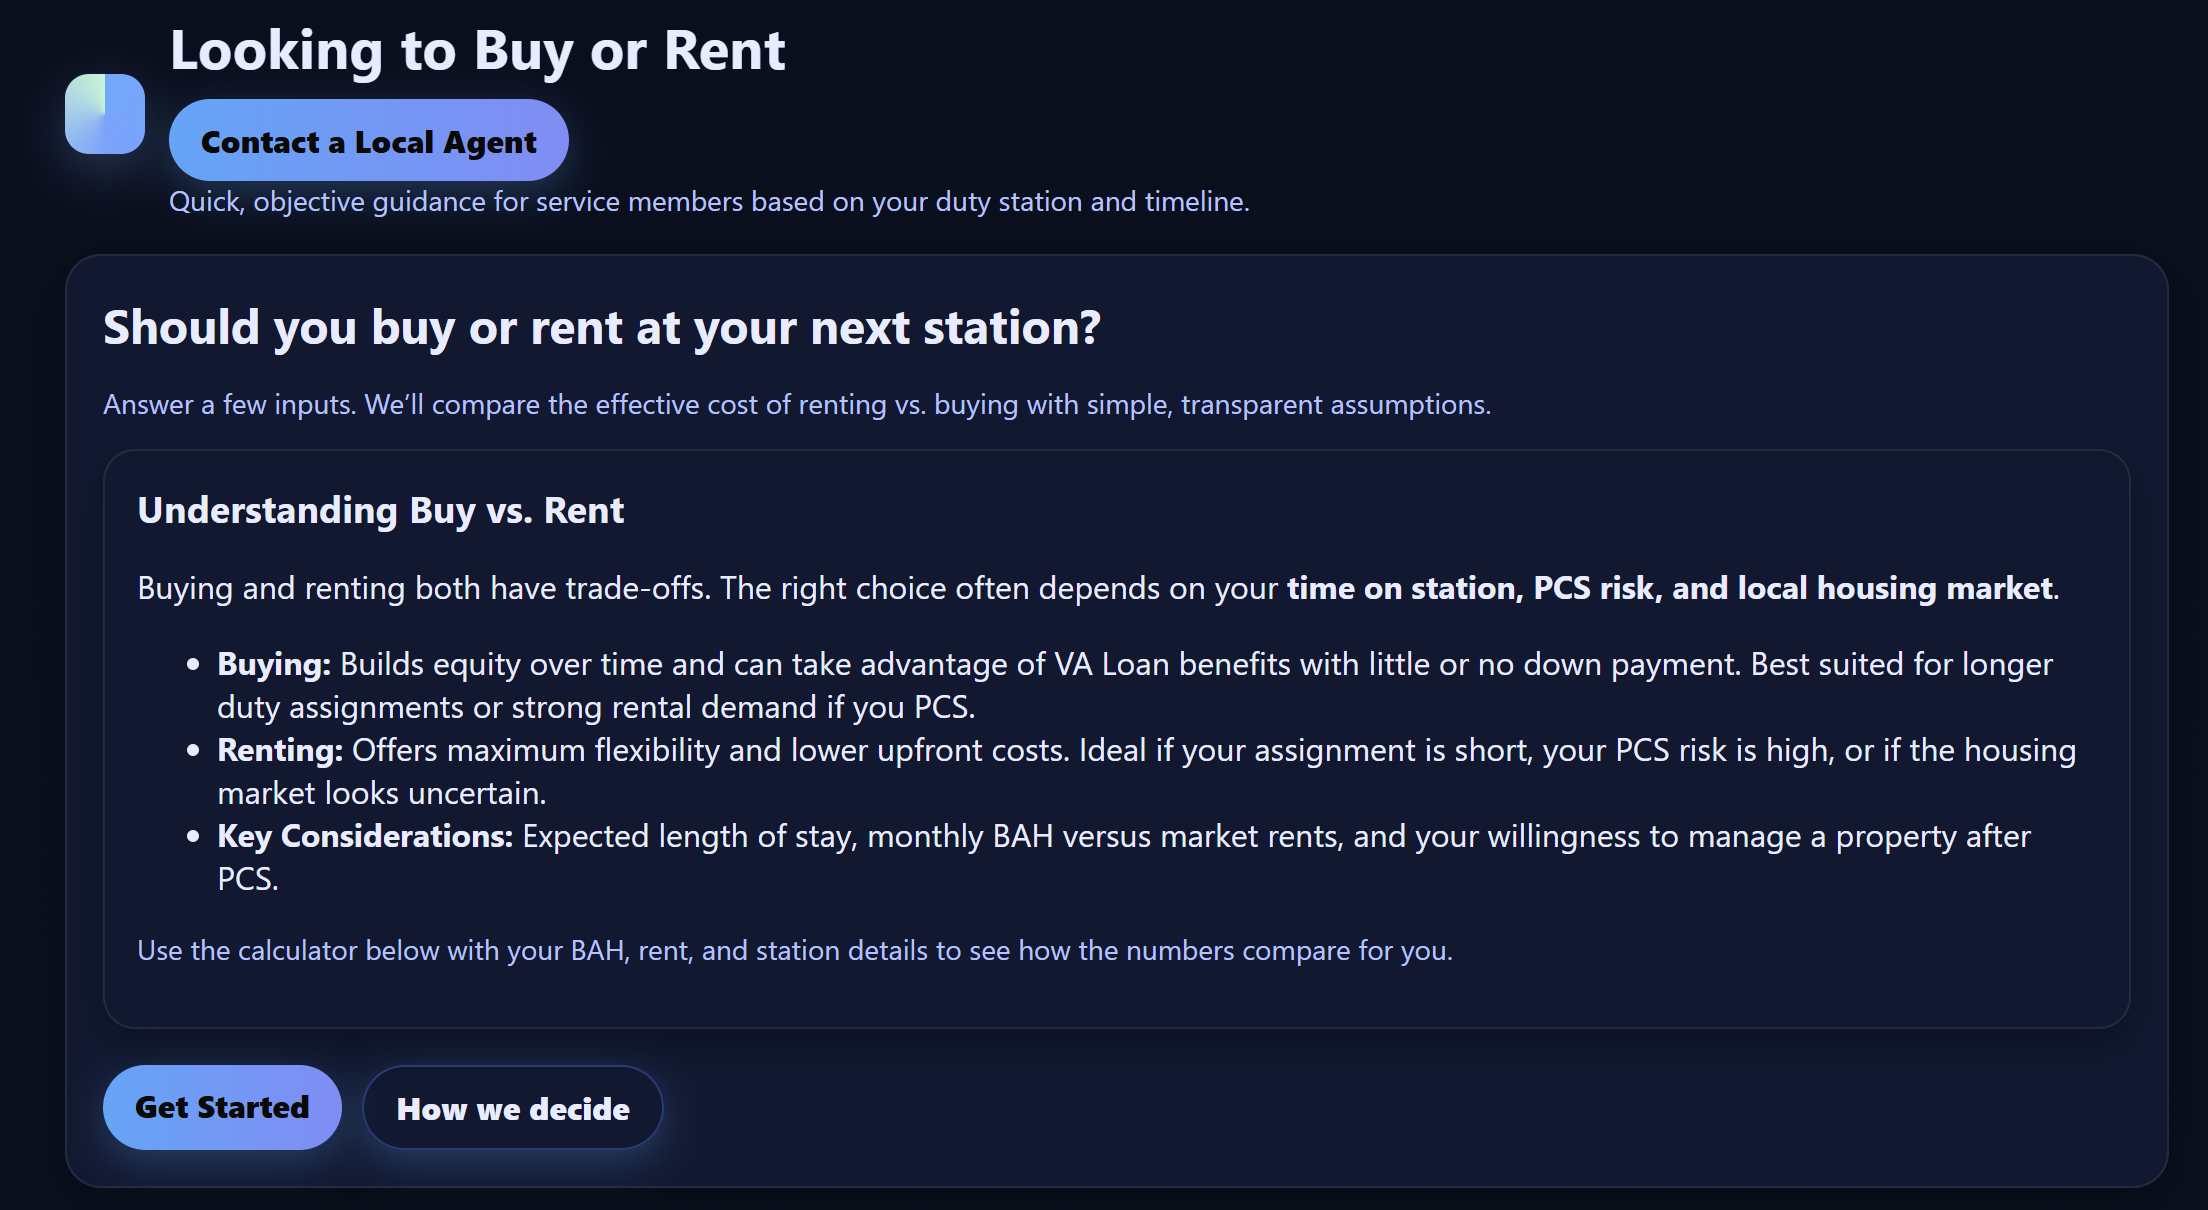 Looking to Buy or Rent
Contact a Local Agent
Quick, objective guidance for service members based on your duty station and timeline.
Should you buy or rent at your next station?
Answer a few inputs. We’ll compare the effective cost of renting vs. buying with simple, transparent assumptions.
Understanding Buy vs. Rent
Buying and renting both have trade-offs. The right choice often depends on your time on station, PCS risk, and local housing market.
• Buying: Builds equity over time and can take advantage of VA Loan benefits with little or no down payment. Best suited for longer
duty assignments or strong rental demand if you PCS.
• Renting: Offers maximum flexibility and lower upfront costs. Ideal if your assignment is short, your PCS risk is high, or if the housing
market looks uncertain.
• Key Considerations: Expected length of stay, monthly BAH versus market rents, and your willingness to manage a property after
PCS.
Use the calculator below with your BAH, rent, and station details to see how the numbers compare for you.
Get Started
How we decide